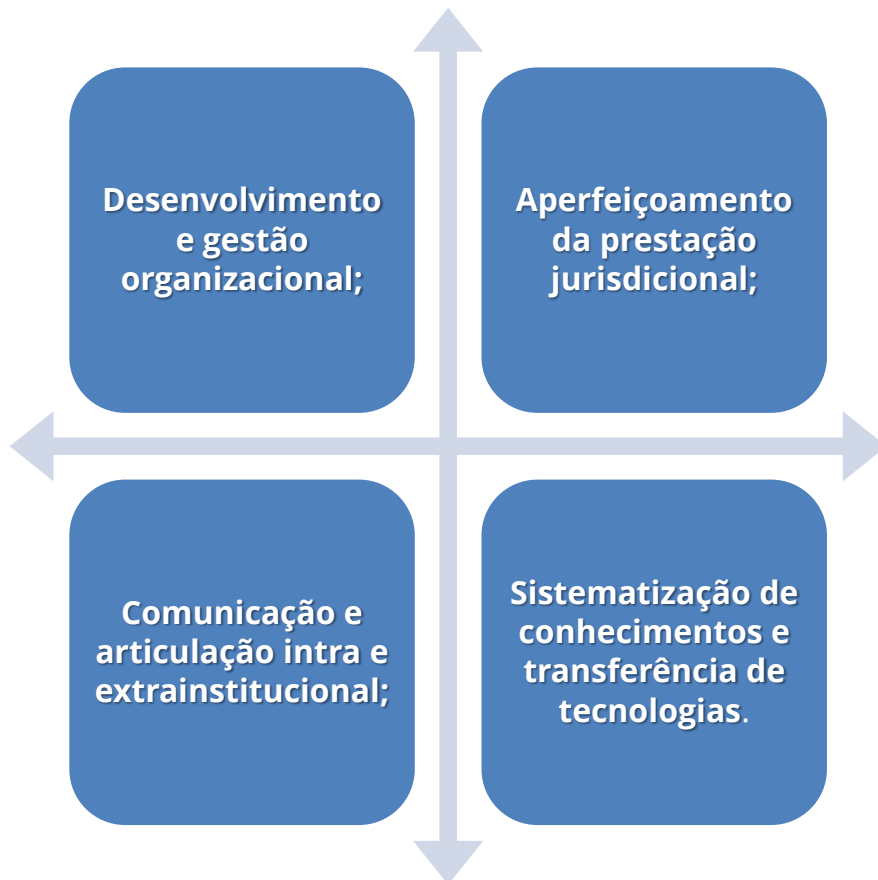 Desenvolvimento
e gestão
organizacional;
Aperfeiçoamento
da prestação
jurisdicional;
Comunicação e
articulação intra e
extrainstitucional;
Sistematização de
conhecimentos e
transferência de
tecnologias.